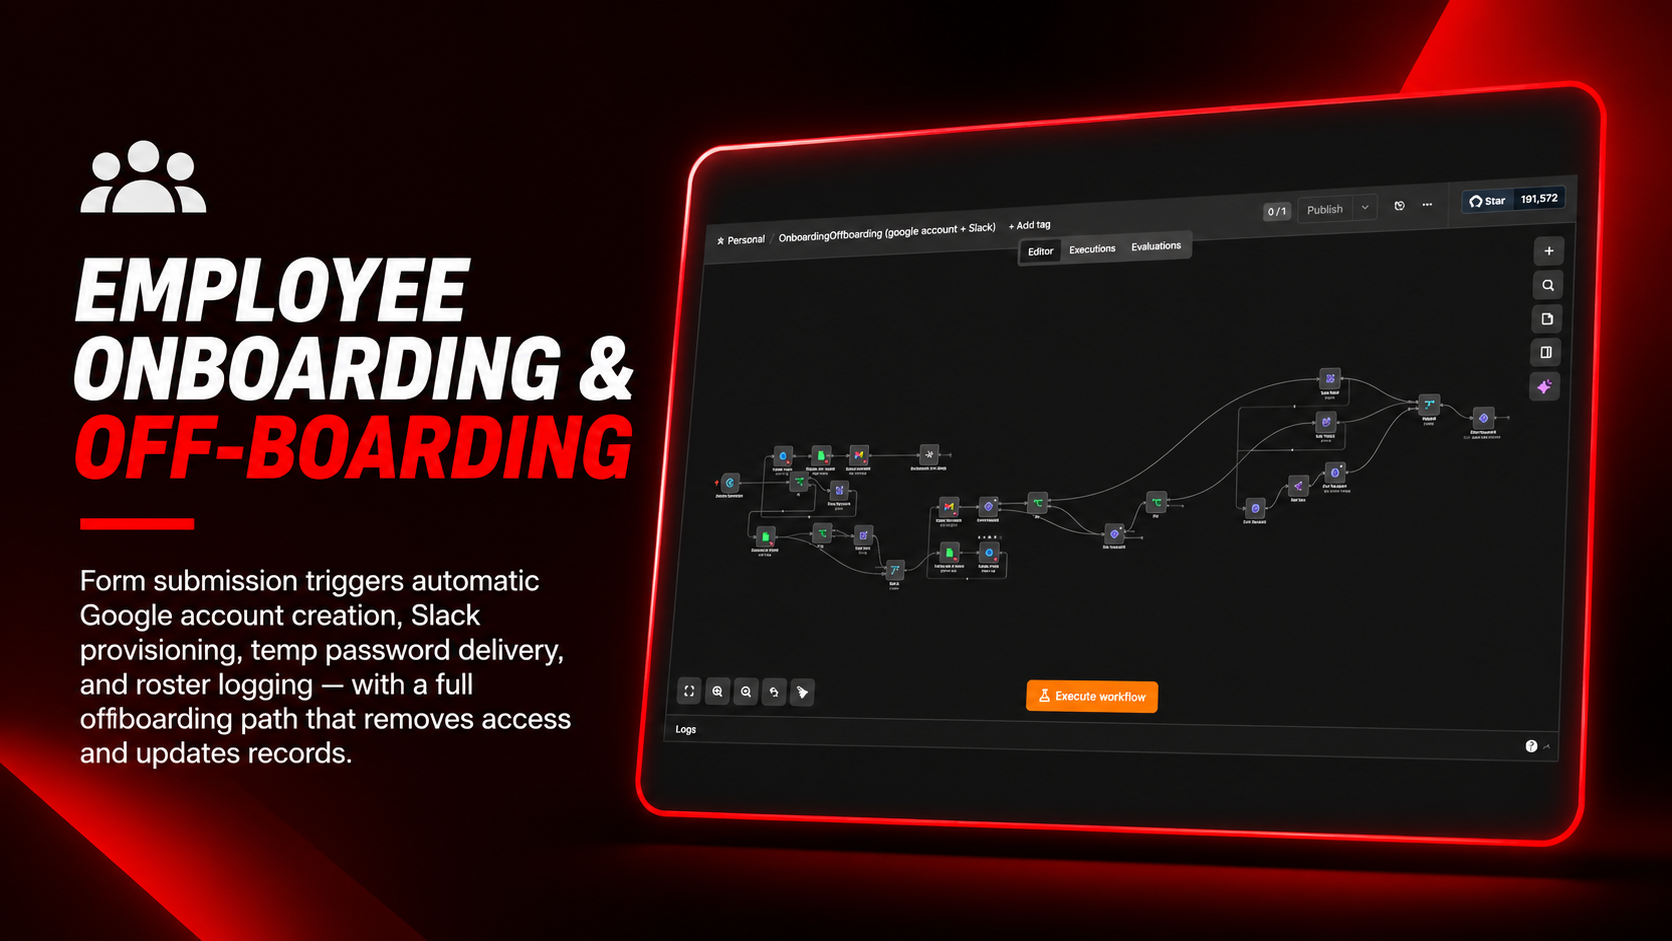 EMPLOYEE
ONBOARDING &
OFF-BOARDING
Form submission triggers automatic
Google account creation, Slack
provisioning, temp password delivery,
and roster logging — with a full
offiboarding path that removes access
and updates records.
Personal / OnboardingOffboarding (google account + Slack) + Add tag
0 / 1 Publish
Star 191,572
Editor Executions Evaluations
Execute workflow
Logs